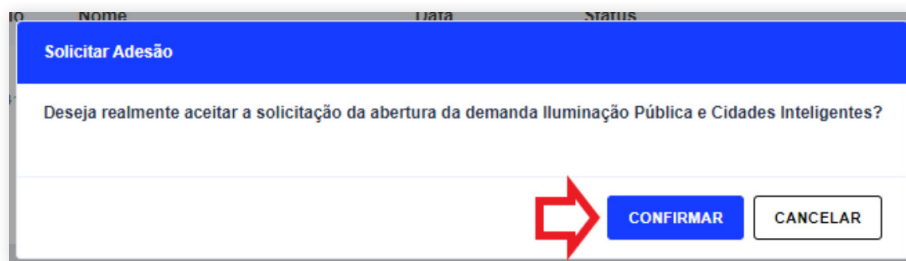 Nome Data Status
Solicitar Adesão
Deseja realmente aceitar a solicitação da abertura da demanda Iluminação Pública e Cidades Inteligentes?
CONFIRMAR CANCELAR